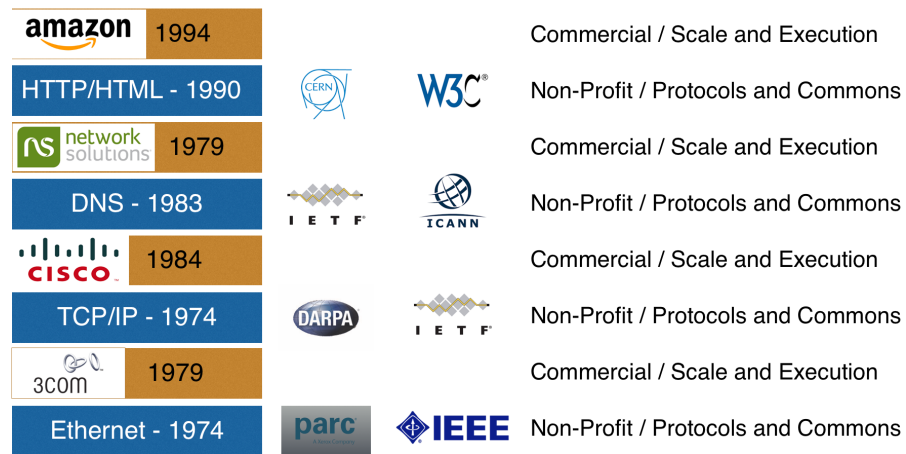 amazon 1994 Commercial / Scale and Execution
HTTP/HTML - 1990 CERN W3C® Non-Profit / Protocols and Commons
ns network solutions 1979 Commercial / Scale and Execution
DNS - 1983 IETF® ICANN Non-Profit / Protocols and Commons
CISCO™ 1984 Commercial / Scale and Execution
TCP/IP - 1974 DARPA IETF® Non-Profit / Protocols and Commons
3COM 1979 Commercial / Scale and Execution
Ethernet - 1974 parc IEEE Non-Profit / Protocols and Commons